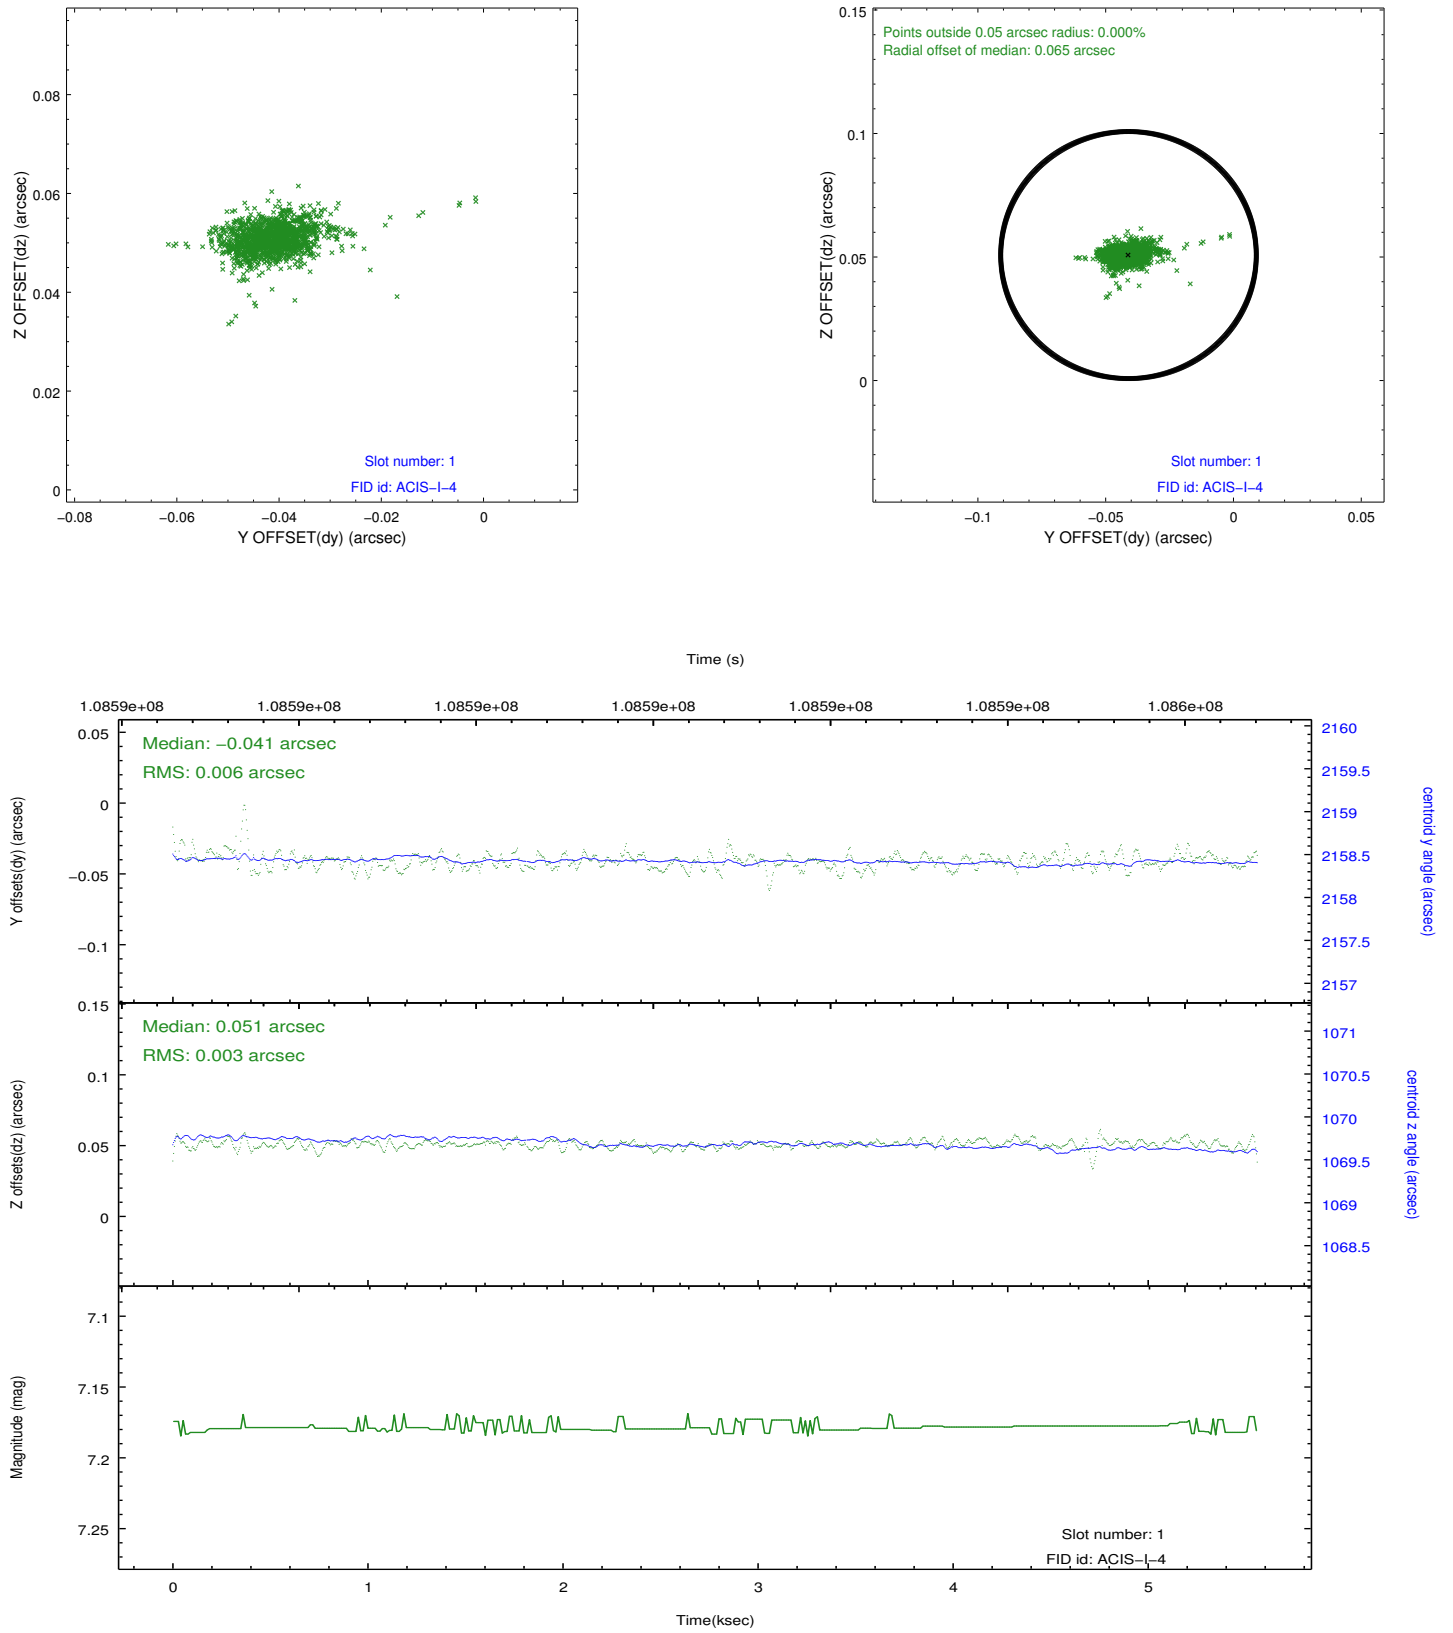 0.08
0.06
0.04
0.02
0
−0.08
−0.06
−0.04
−0.02
0
Z OFFSET(dz) (arcsec)
Y OFFSET(dy) (arcsec)
Slot number: 1
FID id: ACIS−I−4
Points outside 0.05 arcsec radius: 0.000%
Radial offset of median: 0.065 arcsec
0.15
0.1
0.05
0
−0.1
−0.05
0
0.05
Z OFFSET(dz) (arcsec)
Y OFFSET(dy) (arcsec)
Slot number: 1
FID id: ACIS−I−4
Time (s)
1.0859e+08 1.0859e+08 1.0859e+08 1.0859e+08 1.0859e+08 1.0859e+08 1.086e+08
Median: −0.041 arcsec
RMS: 0.006 arcsec
0.05
0
−0.05
−0.1
Y offsets(dy) (arcsec)
2160
2159.5
2159
2158.5
2158
2157.5
2157
centroid y angle (arcsec)
Median: 0.051 arcsec
RMS: 0.003 arcsec
0.15
0.1
0.05
0
Z offsets(dz) (arcsec)
1071
1070.5
1070
1069.5
1069
1068.5
centroid z angle (arcsec)
7.1
7.15
7.2
7.25
Magnitude (mag)
Slot number: 1
FID id: ACIS−I−4
0 1 2 3 4 5
Time(ksec)